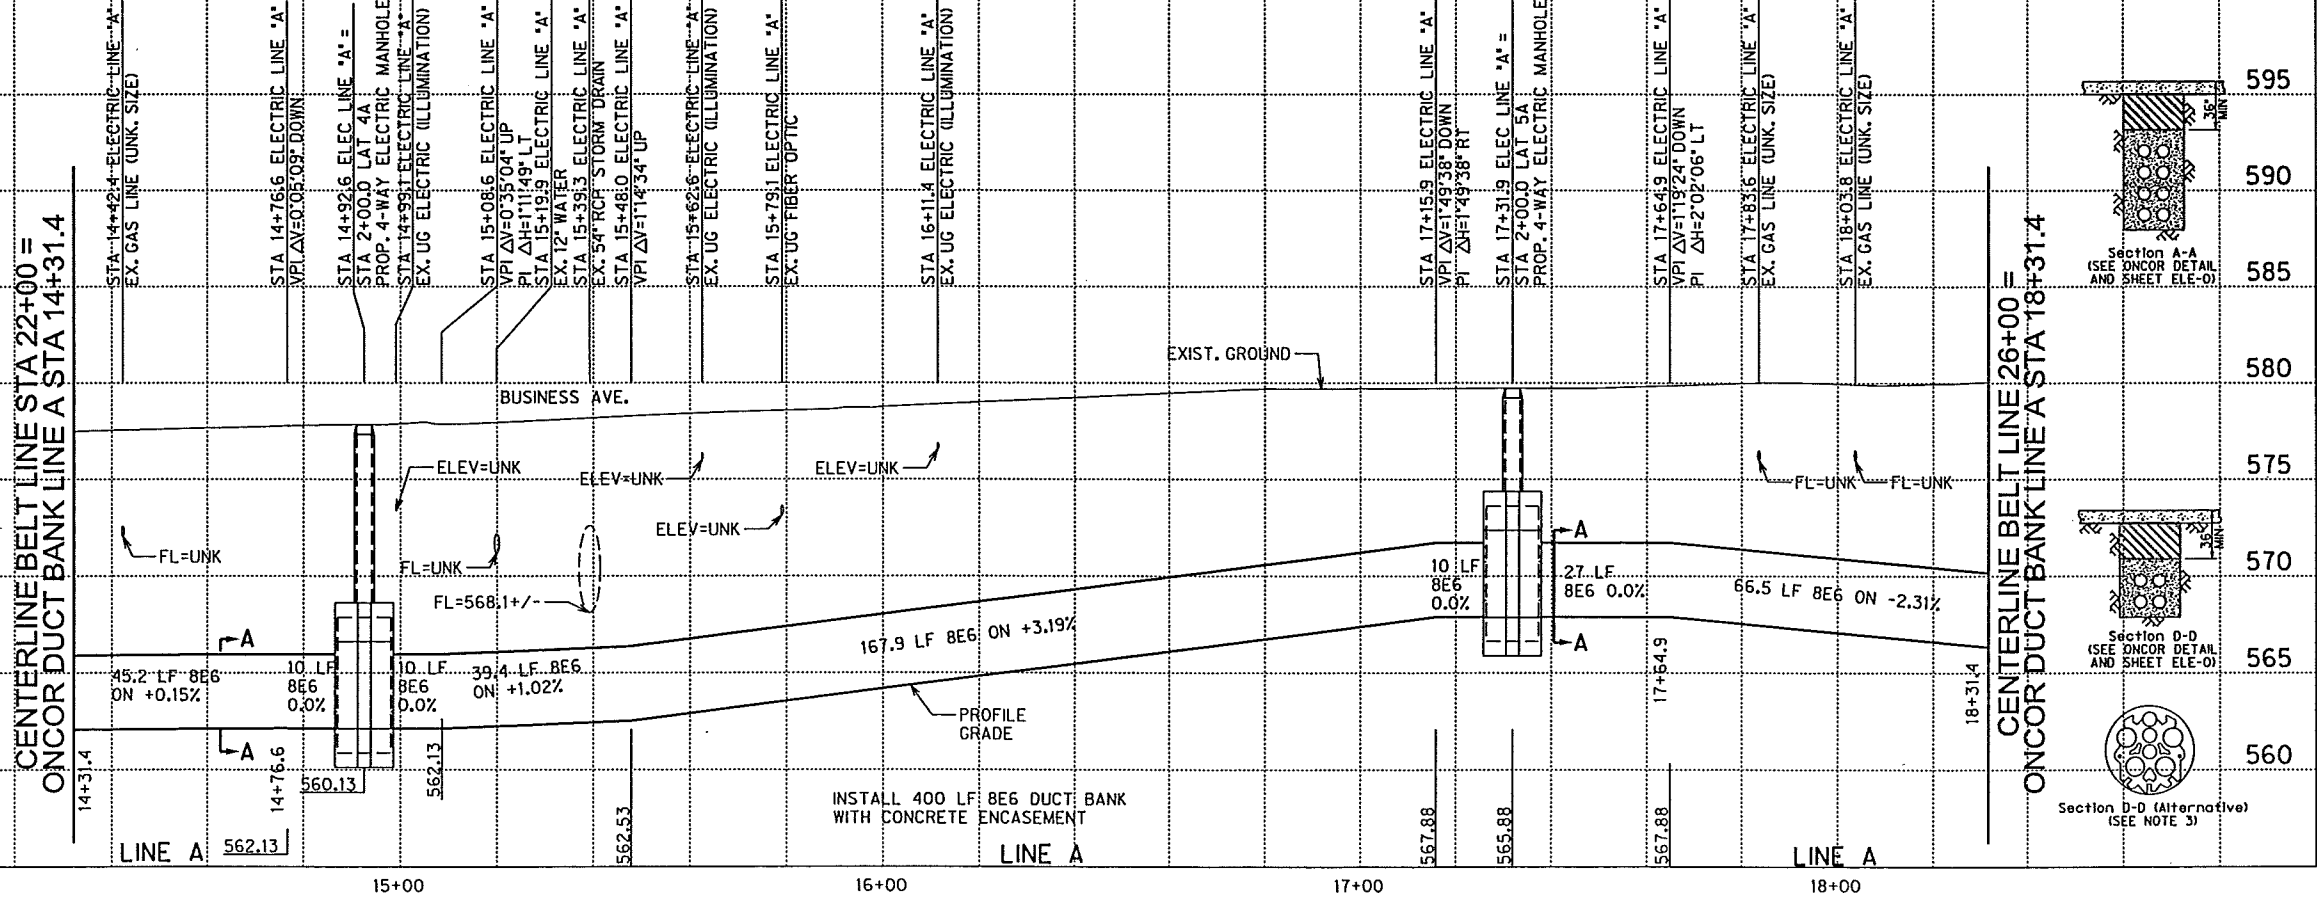 CENTERLINE BELT LINE STA 22+00 =
ONCOR DUCT BANK LINE A STA 14+31.4
STA 14+42.4 ELECTRIC LINE "A"
EX. GAS LINE (UNK. SIZE)
STA 14+76.6 ELECTRIC LINE "A"
VPI △V=0°05'09" DOWN
STA 14+92.6 ELEC LINE "A" =
STA 2+00.0 LAT 4A
PROP. 4-WAY ELECTRIC MANHOLE
STA 14+99.1 ELECTRIC LINE "A"
EX. UG ELECTRIC (ILLUMINATION)
STA 15+08.6 ELECTRIC LINE "A"
VPI △V=0°35'04" UP
PI △H=1°11'49" LT
STA 15+19.9 ELECTRIC LINE "A"
EX. 12" WATER
STA 15+39.3 ELECTRIC LINE "A"
EX. 54" RCP STORM DRAIN
STA 15+48.0 ELECTRIC LINE "A"
VPI △V=1°14'34" UP
STA 15+62.6 ELECTRIC LINE "A"
EX. UG ELECTRIC (ILLUMINATION)
STA 15+79.1 ELECTRIC LINE "A"
EX. UG FIBER OPTIC
STA 16+11.4 ELECTRIC LINE "A"
EX. UG ELECTRIC (ILLUMINATION)
STA 17+15.9 ELECTRIC LINE "A"
VPI △V=1°49'38" DOWN
PI △H=1°49'38" RT
STA 17+31.9 ELEC LINE "A" =
STA 2+00.0 LAT 5A
PROP. 4-WAY ELECTRIC MANHOLE
STA 17+64.9 ELECTRIC LINE "A"
VPI △V=1°19'24" DOWN
PI △H=2°02'06" LT
STA 17+83.6 ELECTRIC LINE "A"
EX. GAS LINE (UNK. SIZE)
STA 18+03.8 ELECTRIC LINE "A"
EX. GAS LINE (UNK. SIZE)
CENTERLINE BELT LINE 26+00 =
ONCOR DUCT BANK LINE A STA 18+31.4
595
590
585
580
575
570
565
560
36"
MIN
Section A-A
(SEE ONCOR DETAIL
AND SHEET ELE-0)
36"
MIN
Section D-D
(SEE ONCOR DETAIL
AND SHEET ELE-0)
Section D-D (Alternative)
(SEE NOTE 3)
EXIST. GROUND
BUSINESS AVE.
ELEV=UNK
ELEV=UNK
ELEV=UNK
ELEV=UNK
FL=UNK
FL=UNK
FL=568.1+/-
FL=UNK
FL=UNK
A
A
A
A
45.2 LF 8E6
ON +0.15%
10 LF
8E6
0.0%
10 LF
8E6
0.0%
39.4 LF 8E6
ON +1.02%
167.9 LF 8E6 ON +3.19%
10 LF
8E6
0.0%
27 LF
8E6 0.0%
66.5 LF 8E6 ON -2.31%
PROFILE
GRADE
INSTALL 400 LF 8E6 DUCT BANK
WITH CONCRETE ENCASEMENT
14+31.4
14+76.6
560.13
562.13
562.13
562.53
567.88
565.88
567.88
17+64.9
18+31.4
LINE A
LINE A
LINE A
15+00
16+00
17+00
18+00